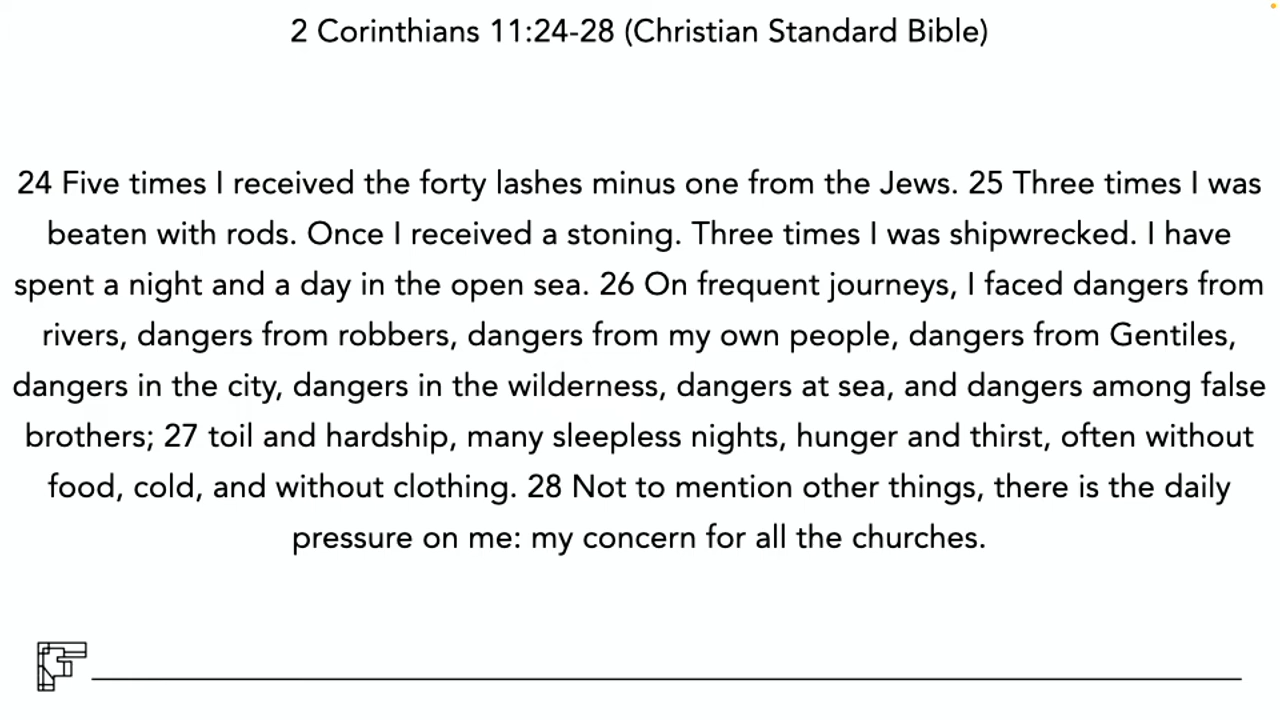 2 Corinthians 11:24-28 (Christian Standard Bible)
24 Five times I received the forty lashes minus one from the Jews. 25 Three times I was
beaten with rods. Once I received a stoning. Three times I was shipwrecked. I have
spent a night and a day in the open sea. 26 On frequent journeys, I faced dangers from
rivers, dangers from robbers, dangers from my own people, dangers from Gentiles,
dangers in the city, dangers in the wilderness, dangers at sea, and dangers among false
brothers; 27 toil and hardship, many sleepless nights, hunger and thirst, often without
food, cold, and without clothing. 28 Not to mention other things, there is the daily
pressure on me: my concern for all the churches.